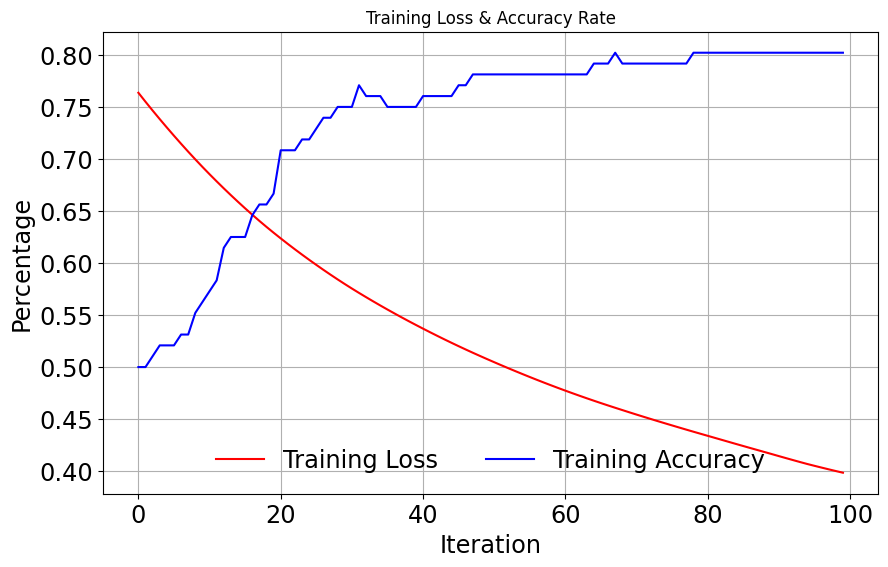 Training Loss & Accuracy Rate
Percentage
0.80
0.75
0.70
0.65
0.60
0.55
0.50
0.45
0.40
Training Loss Training Accuracy
0 20 40 60 80 100
Iteration